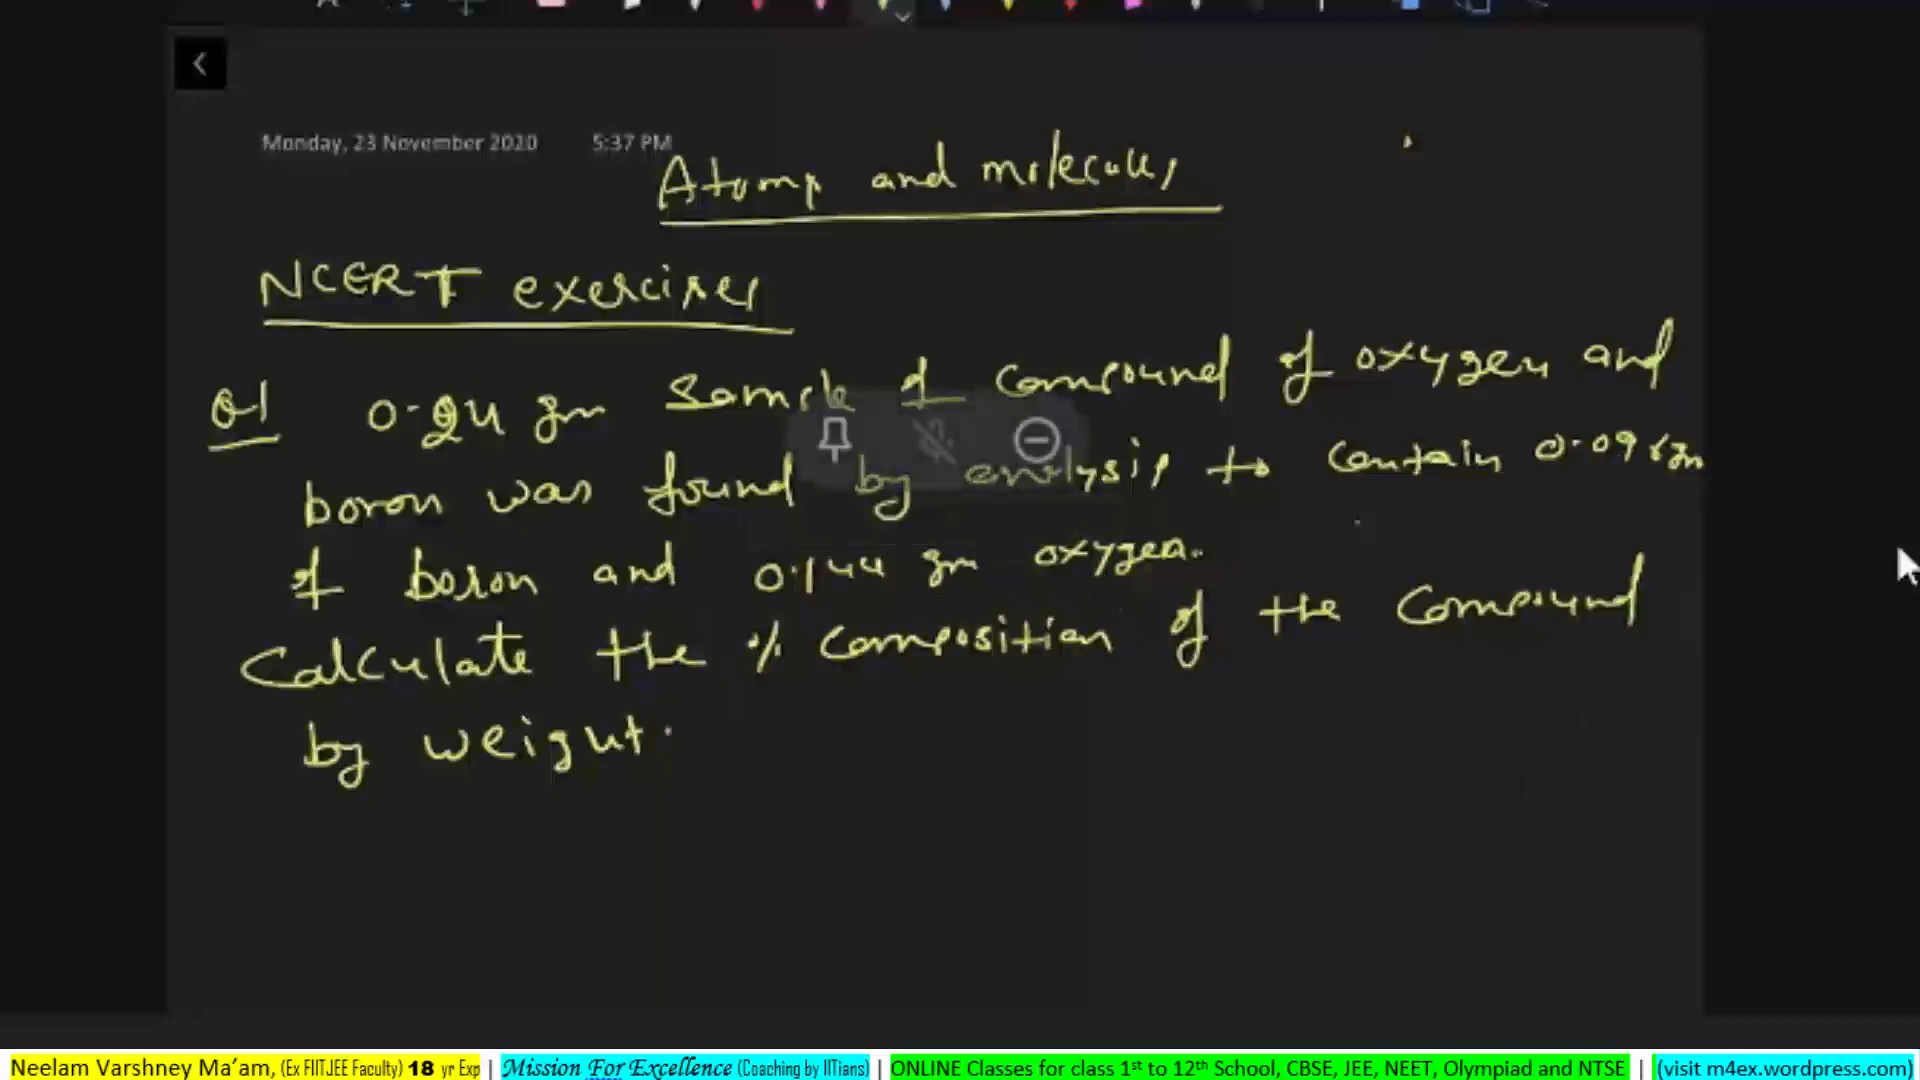 Monday, 23 November 2020 5:37 PM
Atoms and molecules
NCERT exercises
Q1 0.24 gm Sample of compound of oxygen and
boron was found by analysis to contain 0.096 gm
of boron and 0.144 gm oxygen.
Calculate the % composition of the compound
by weight.
Neelam Varshney Ma'am, (Ex FIITJEE Faculty) 18 yr Exp | Mission For Excellence (Coaching by IITians) | ONLINE Classes for class 1st to 12th School, CBSE, JEE, NEET, Olympiad and NTSE | (visit m4ex.wordpress.com)